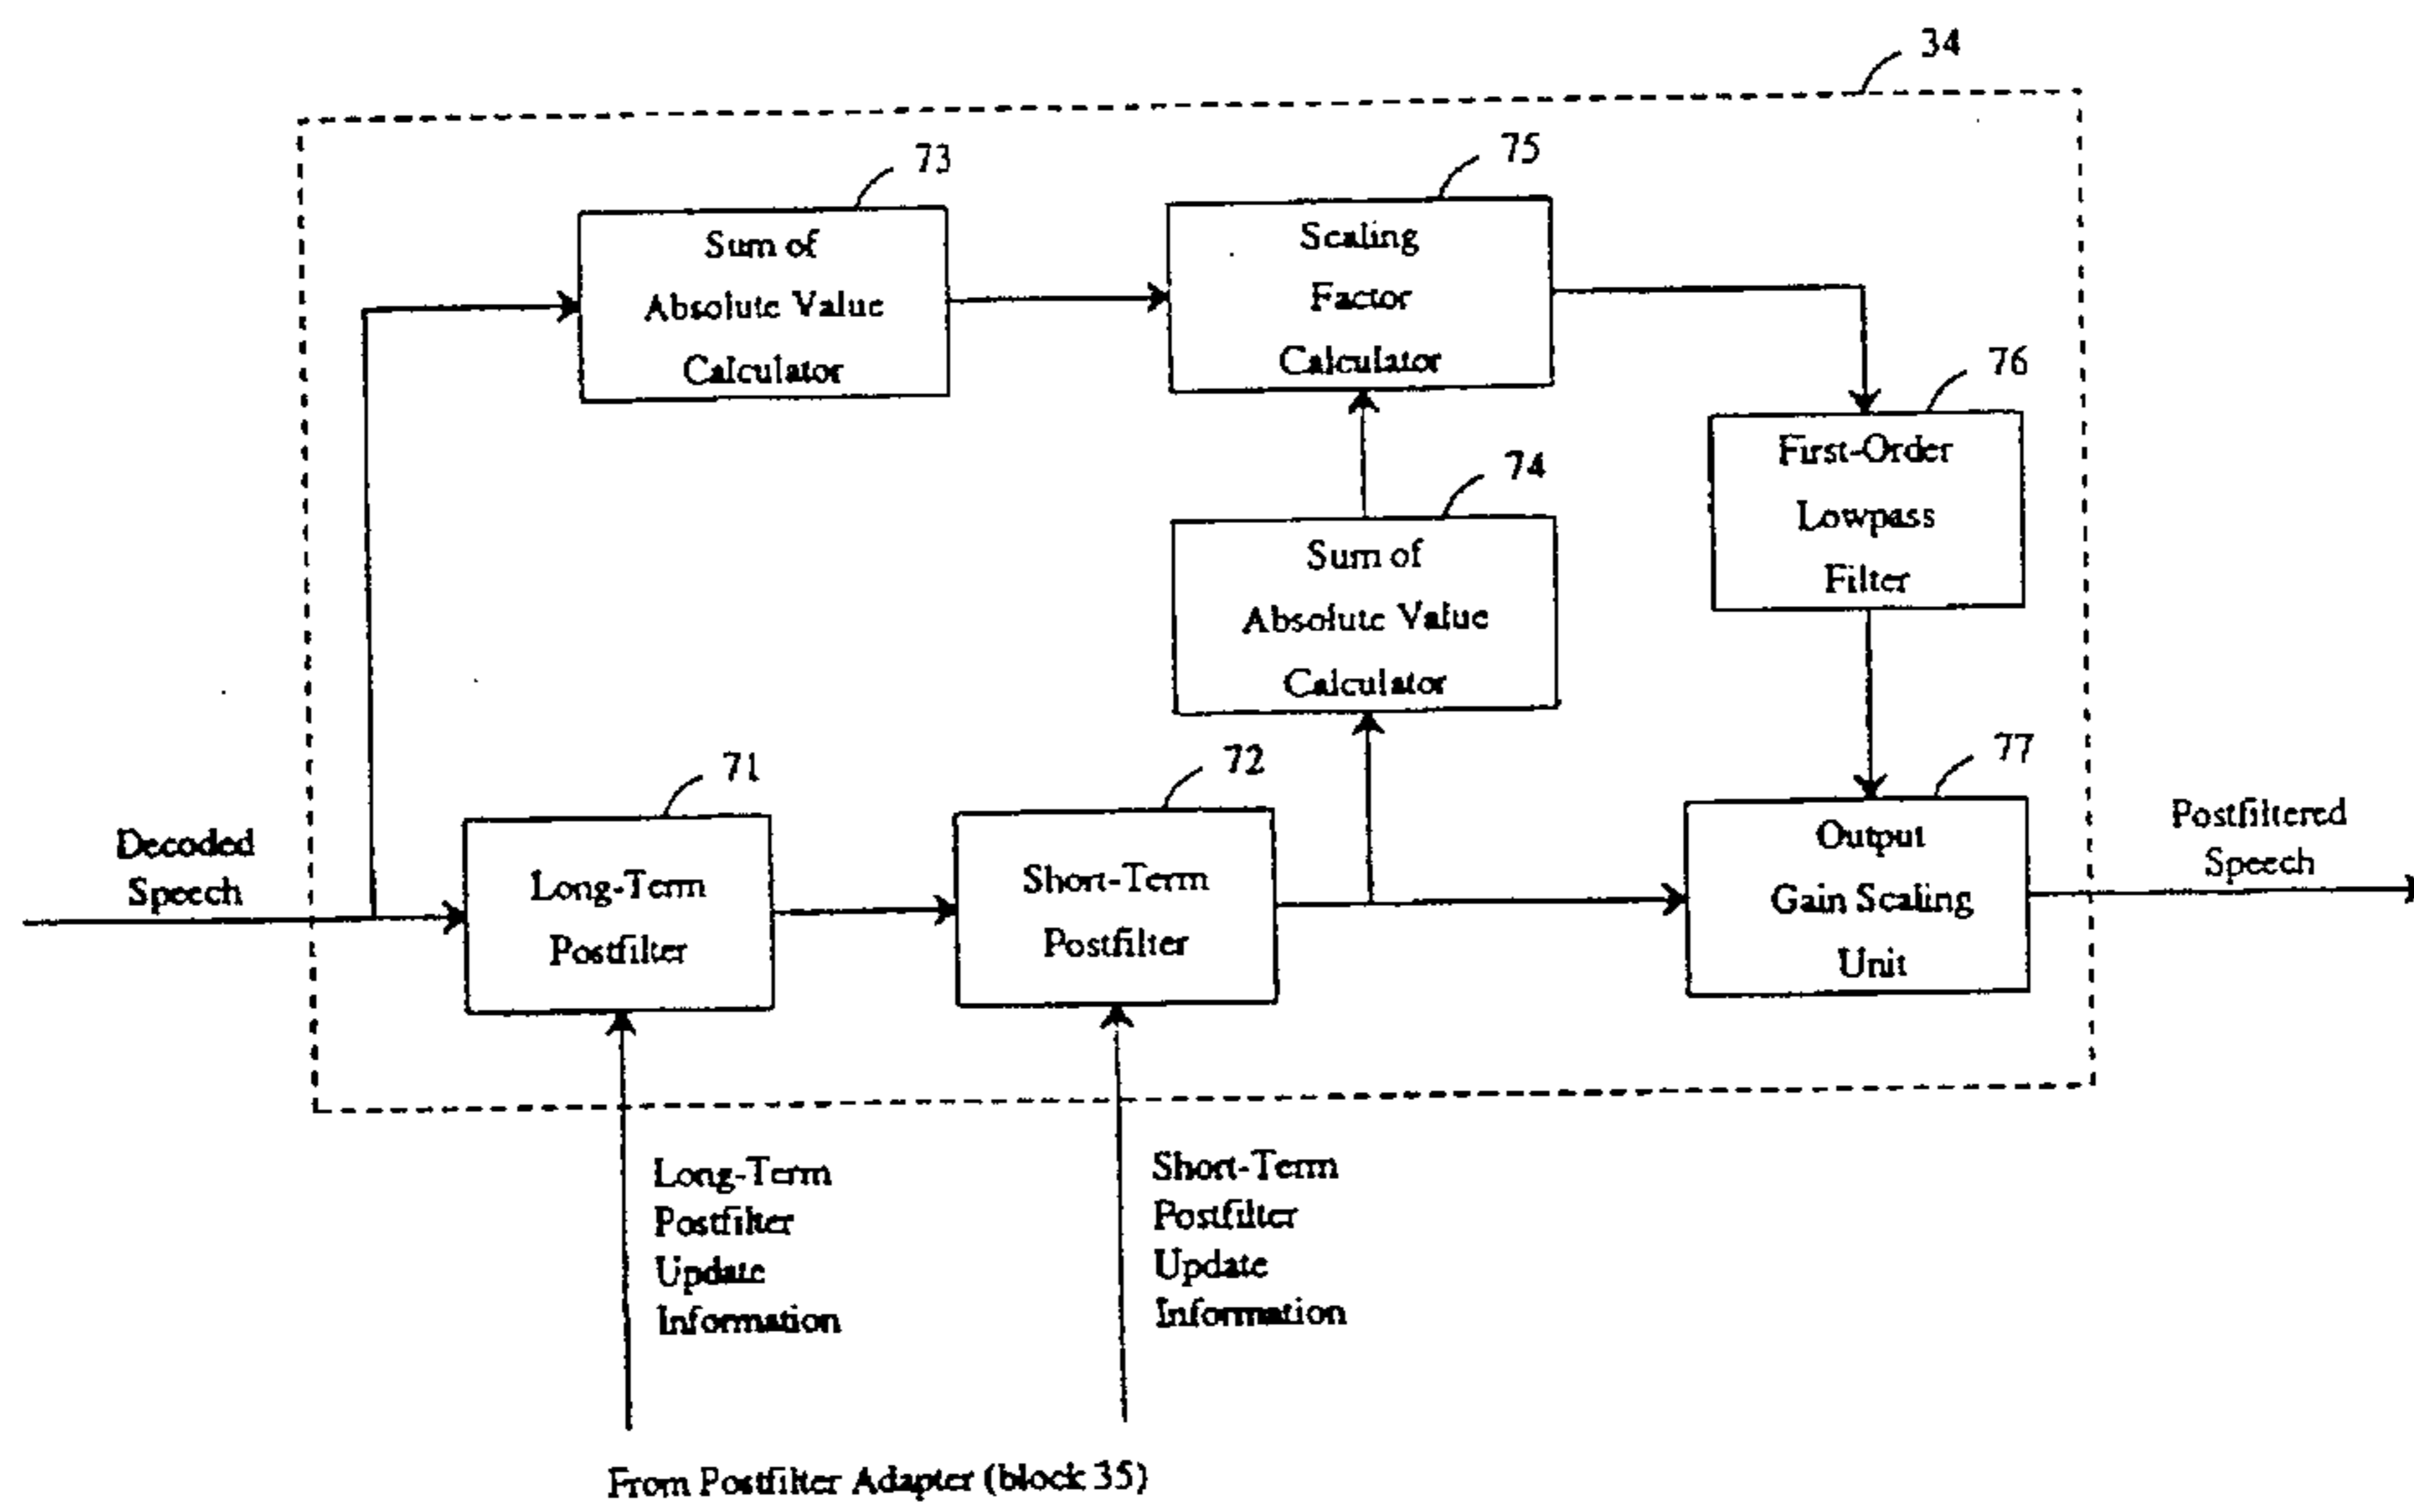 34
73
Sum of
Absolute Value
Calculator
75
Scaling
Factor
Calculator
76
First-Order
Lowpass
Filter
74
Sum of
Absolute Value
Calculator
71
Long-Term
Postfilter
72
Short-Term
Postfilter
77
Output
Gain Scaling
Unit
Decoded
Speech
Postfiltered
Speech
Long-Term
Postfilter
Update
Information
Short-Term
Postfilter
Update
Information
From Postfilter Adapter (block 35)